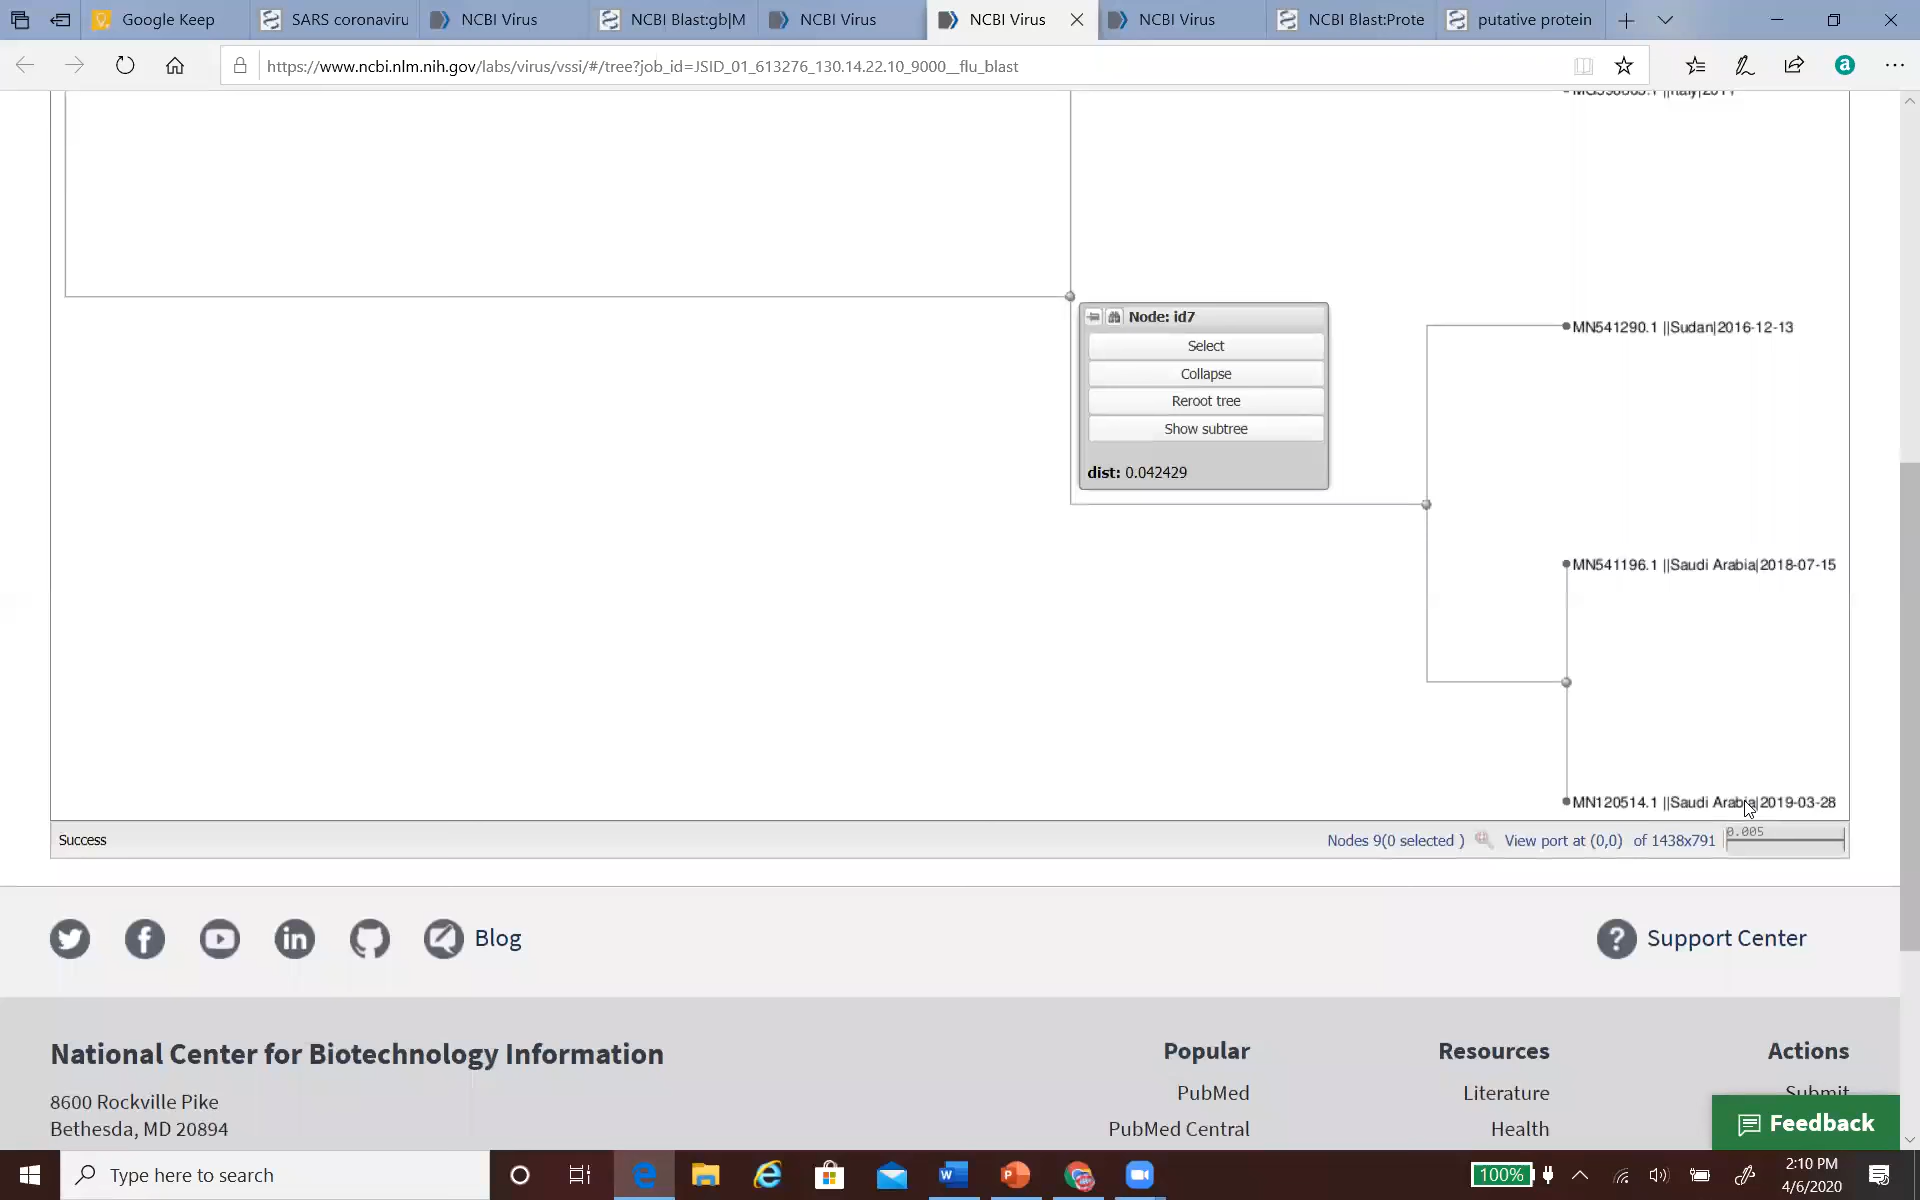 Google Keep
SARS coronaviru
NCBI Virus
NCBI Blast:gb|M
NCBI Virus
NCBI Virus
NCBI Virus
NCBI Blast:Prote
putative protein
https://www.ncbi.nlm.nih.gov/labs/virus/vssi/#/tree?job_id=JSID_01_613276_130.14.22.10_9000__flu_blast
Node: id7
Select
Collapse
Reroot tree
Show subtree
dist: 0.042429
MN541290.1 ||Sudan|2016-12-13
MN541196.1 ||Saudi Arabia|2018-07-15
MN120514.1 ||Saudi Arabia|2019-03-28
Success
Nodes 9(0 selected )
View port at (0,0) of 1438x791
0.005
Blog
Support Center
National Center for Biotechnology Information
8600 Rockville Pike
Bethesda, MD 20894
Popular
PubMed
PubMed Central
Resources
Literature
Health
Actions
Submit
Feedback
Type here to search
100%
2:10 PM
4/6/2020